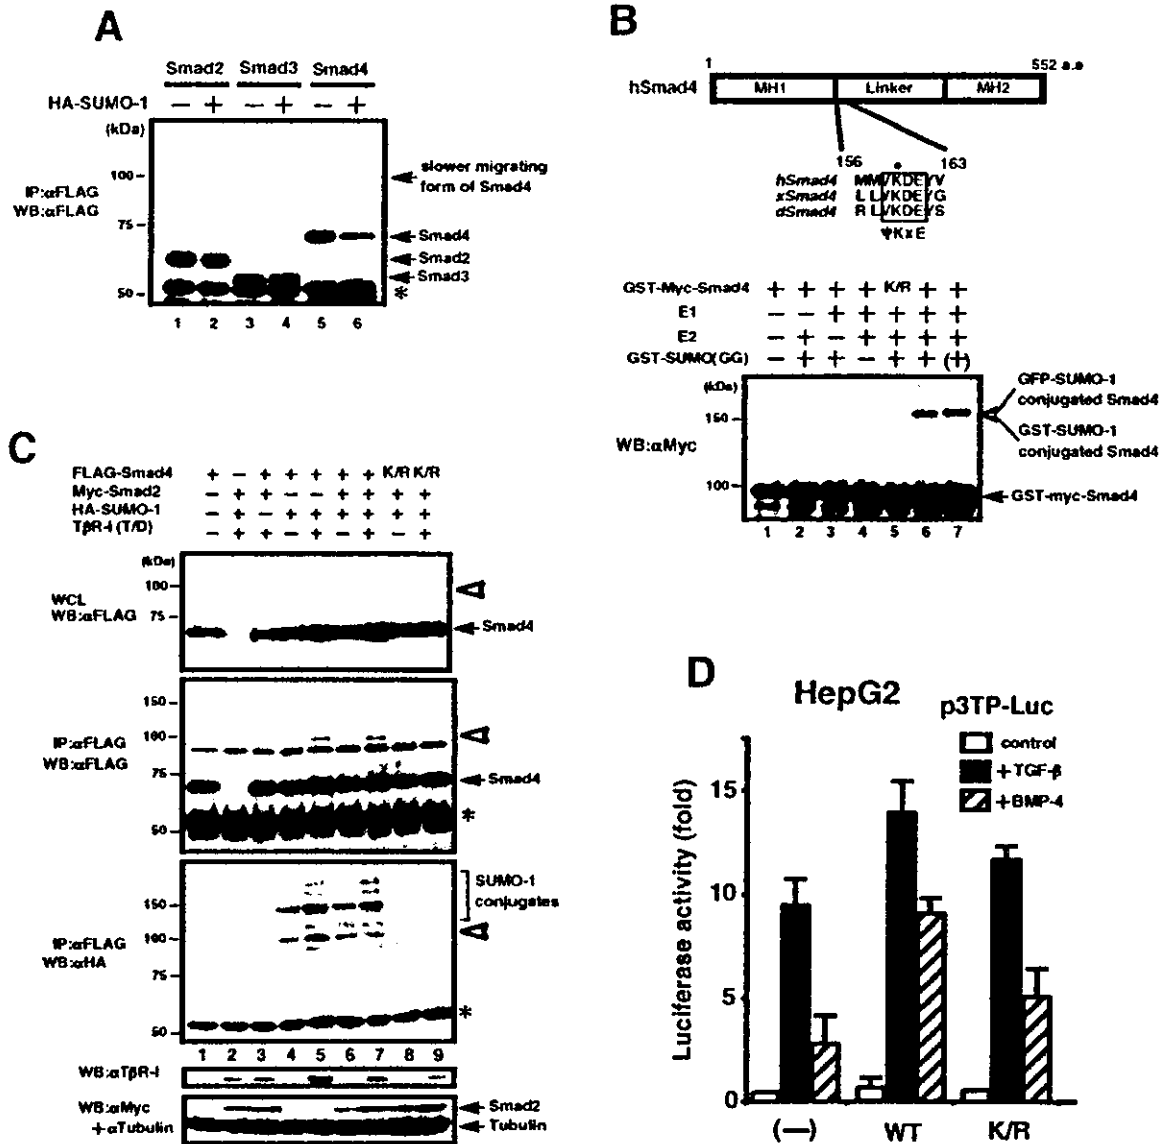 A
Smad2 Smad3 Smad4
HA-SUMO-1 — + — + — +
(kDa)
100
75
50
IP:αFLAG
WB:αFLAG
slower migrating
form of Smad4
Smad4
Smad2
Smad3
*
1 2 3 4 5 6
B
1 552 a.a
hSmad4 MH1 Linker MH2
156 163
hSmad4 MMVKDEYV
xSmad4 LLVKDEYG
dSmad4 RLVKDEYS
ΨKxE
GST-Myc-Smad4 + + + + K/R + +
E1 — — + + + + +
E2 — + — + + + +
GST-SUMO(GG) — + + — + + (+)
(kDa)
150
100
WB:αMyc
GFP-SUMO-1
conjugated Smad4
GST-SUMO-1
conjugated Smad4
GST-myc-Smad4
1 2 3 4 5 6 7
C
FLAG-Smad4 + — + + + + + K/R K/R
Myc-Smad2 — + + — — + + + +
HA-SUMO-1 — + — + + + + + +
TβR-I (T/D) — + + — + — + — +
(kDa)
100
75
WCL
WB:αFLAG
Smad4
150
100
75
50
IP:αFLAG
WB:αFLAG
Smad4
*
150
100
75
50
IP:αFLAG
WB:αHA
SUMO-1
conjugates
*
1 2 3 4 5 6 7 8 9
WB:αTβR-I
WB:αMyc
+αTubulin
Smad2
Tubulin
D
HepG2
p3TP-Luc
control
+TGF-β
+BMP-4
Luciferase activity (fold)
15
10
5
0
(—) WT K/R